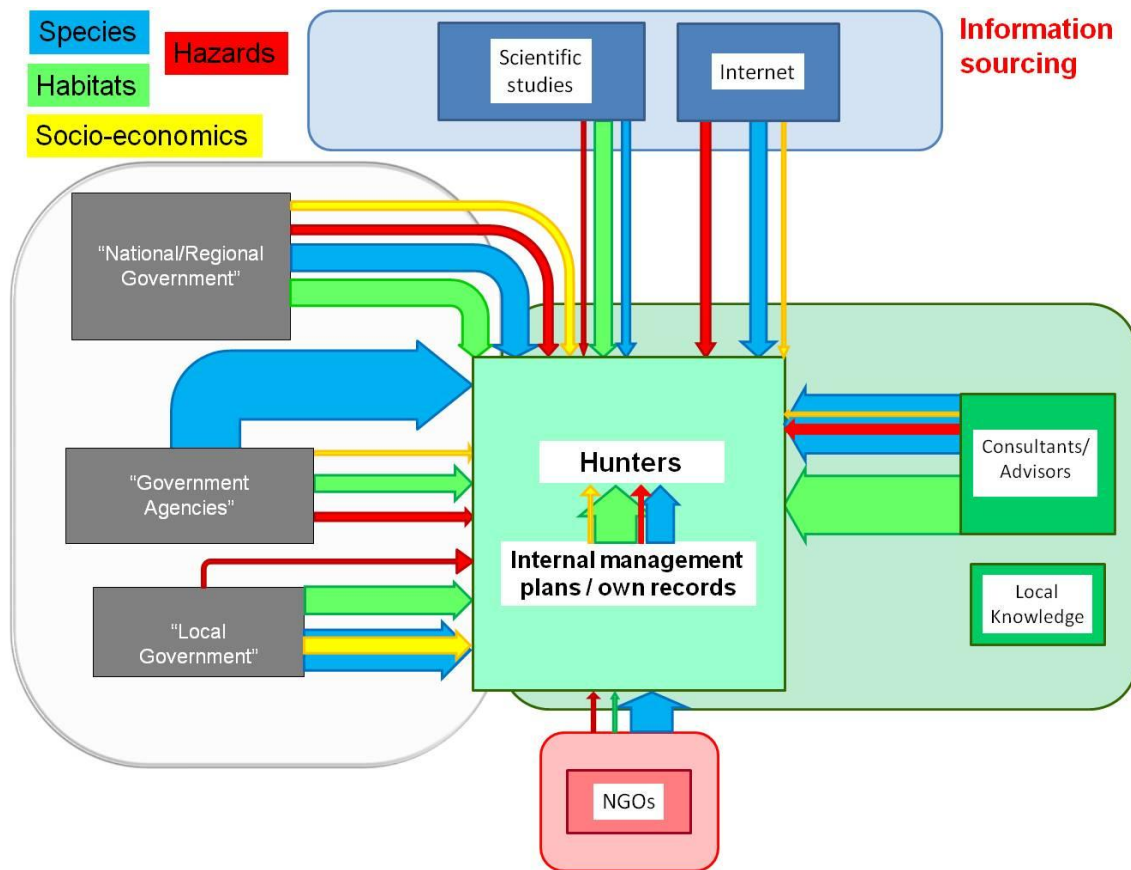 Species
Hazards
Habitats
Socio-economics
Scientific
studies
Internet
Information
sourcing
“National/Regional
Government”
“Government
Agencies”
“Local
Government”
Hunters
Internal management
plans / own records
Consultants/
Advisors
Local
Knowledge
NGOs